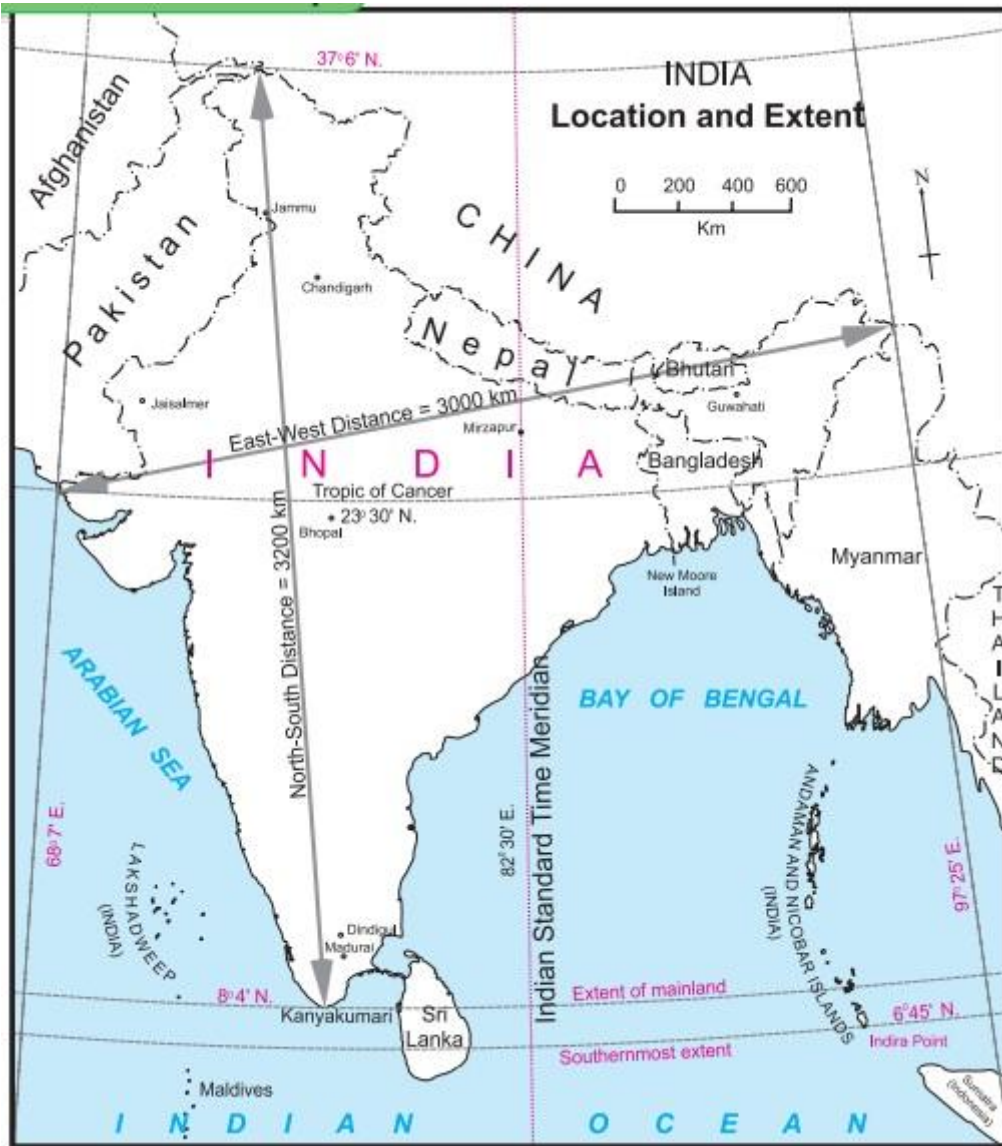 37°6' N.
INDIA
Location and Extent
0 200 400 600
Km
N
Afghanistan
Pakistan
CHINA
Nepal
Bhutan
Bangladesh
Myanmar
THAILAND
Jammu
Chandigarh
Jaisalmer
Mirzapur
Guwahati
East-West Distance = 3000 km
INDIA
Tropic of Cancer
23°30' N.
Bhopal
North-South Distance = 3200 km
New Moore
Island
ARABIAN SEA
BAY OF BENGAL
68°7' E.
82°30' E.
Indian Standard Time Meridian
97°25' E.
LAKSHADWEEP
(INDIA)
ANDAMAN AND NICOBAR ISLANDS
(INDIA)
Dindigul
Madurai
8°4' N.
Kanyakumari
Sri
Lanka
Extent of mainland
6°45' N.
Indira Point
Southernmost extent
Maldives
Sumatra
(Indonesia)
INDIAN OCEAN